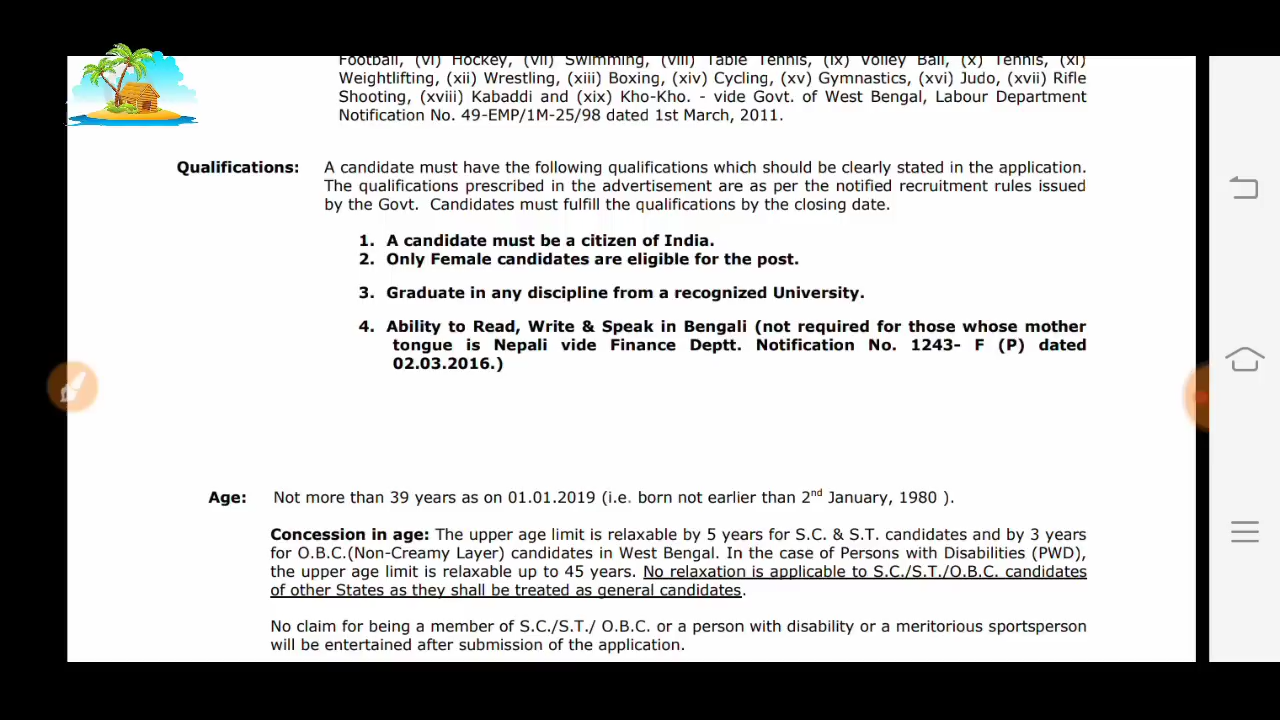 Football, (vi) Hockey, (vii) Swimming, (viii) Table Tennis, (ix) Volley Ball, (x) Tennis, (xi)
Weightlifting, (xii) Wrestling, (xiii) Boxing, (xiv) Cycling, (xv) Gymnastics, (xvi) Judo, (xvii) Rifle
Shooting, (xviii) Kabaddi and (xix) Kho-Kho. - vide Govt. of West Bengal, Labour Department
Notification No. 49-EMP/1M-25/98 dated 1st March, 2011.
Qualifications: A candidate must have the following qualifications which should be clearly stated in the application.
The qualifications prescribed in the advertisement are as per the notified recruitment rules issued
by the Govt. Candidates must fulfill the qualifications by the closing date.
1. A candidate must be a citizen of India.
2. Only Female candidates are eligible for the post.
3. Graduate in any discipline from a recognized University.
4. Ability to Read, Write & Speak in Bengali (not required for those whose mother
tongue is Nepali vide Finance Deptt. Notification No. 1243- F (P) dated
02.03.2016.)
Age: Not more than 39 years as on 01.01.2019 (i.e. born not earlier than 2nd January, 1980 ).
Concession in age: The upper age limit is relaxable by 5 years for S.C. & S.T. candidates and by 3 years
for O.B.C.(Non-Creamy Layer) candidates in West Bengal. In the case of Persons with Disabilities (PWD),
the upper age limit is relaxable up to 45 years. No relaxation is applicable to S.C./S.T./O.B.C. candidates
of other States as they shall be treated as general candidates.
No claim for being a member of S.C./S.T./ O.B.C. or a person with disability or a meritorious sportsperson
will be entertained after submission of the application.